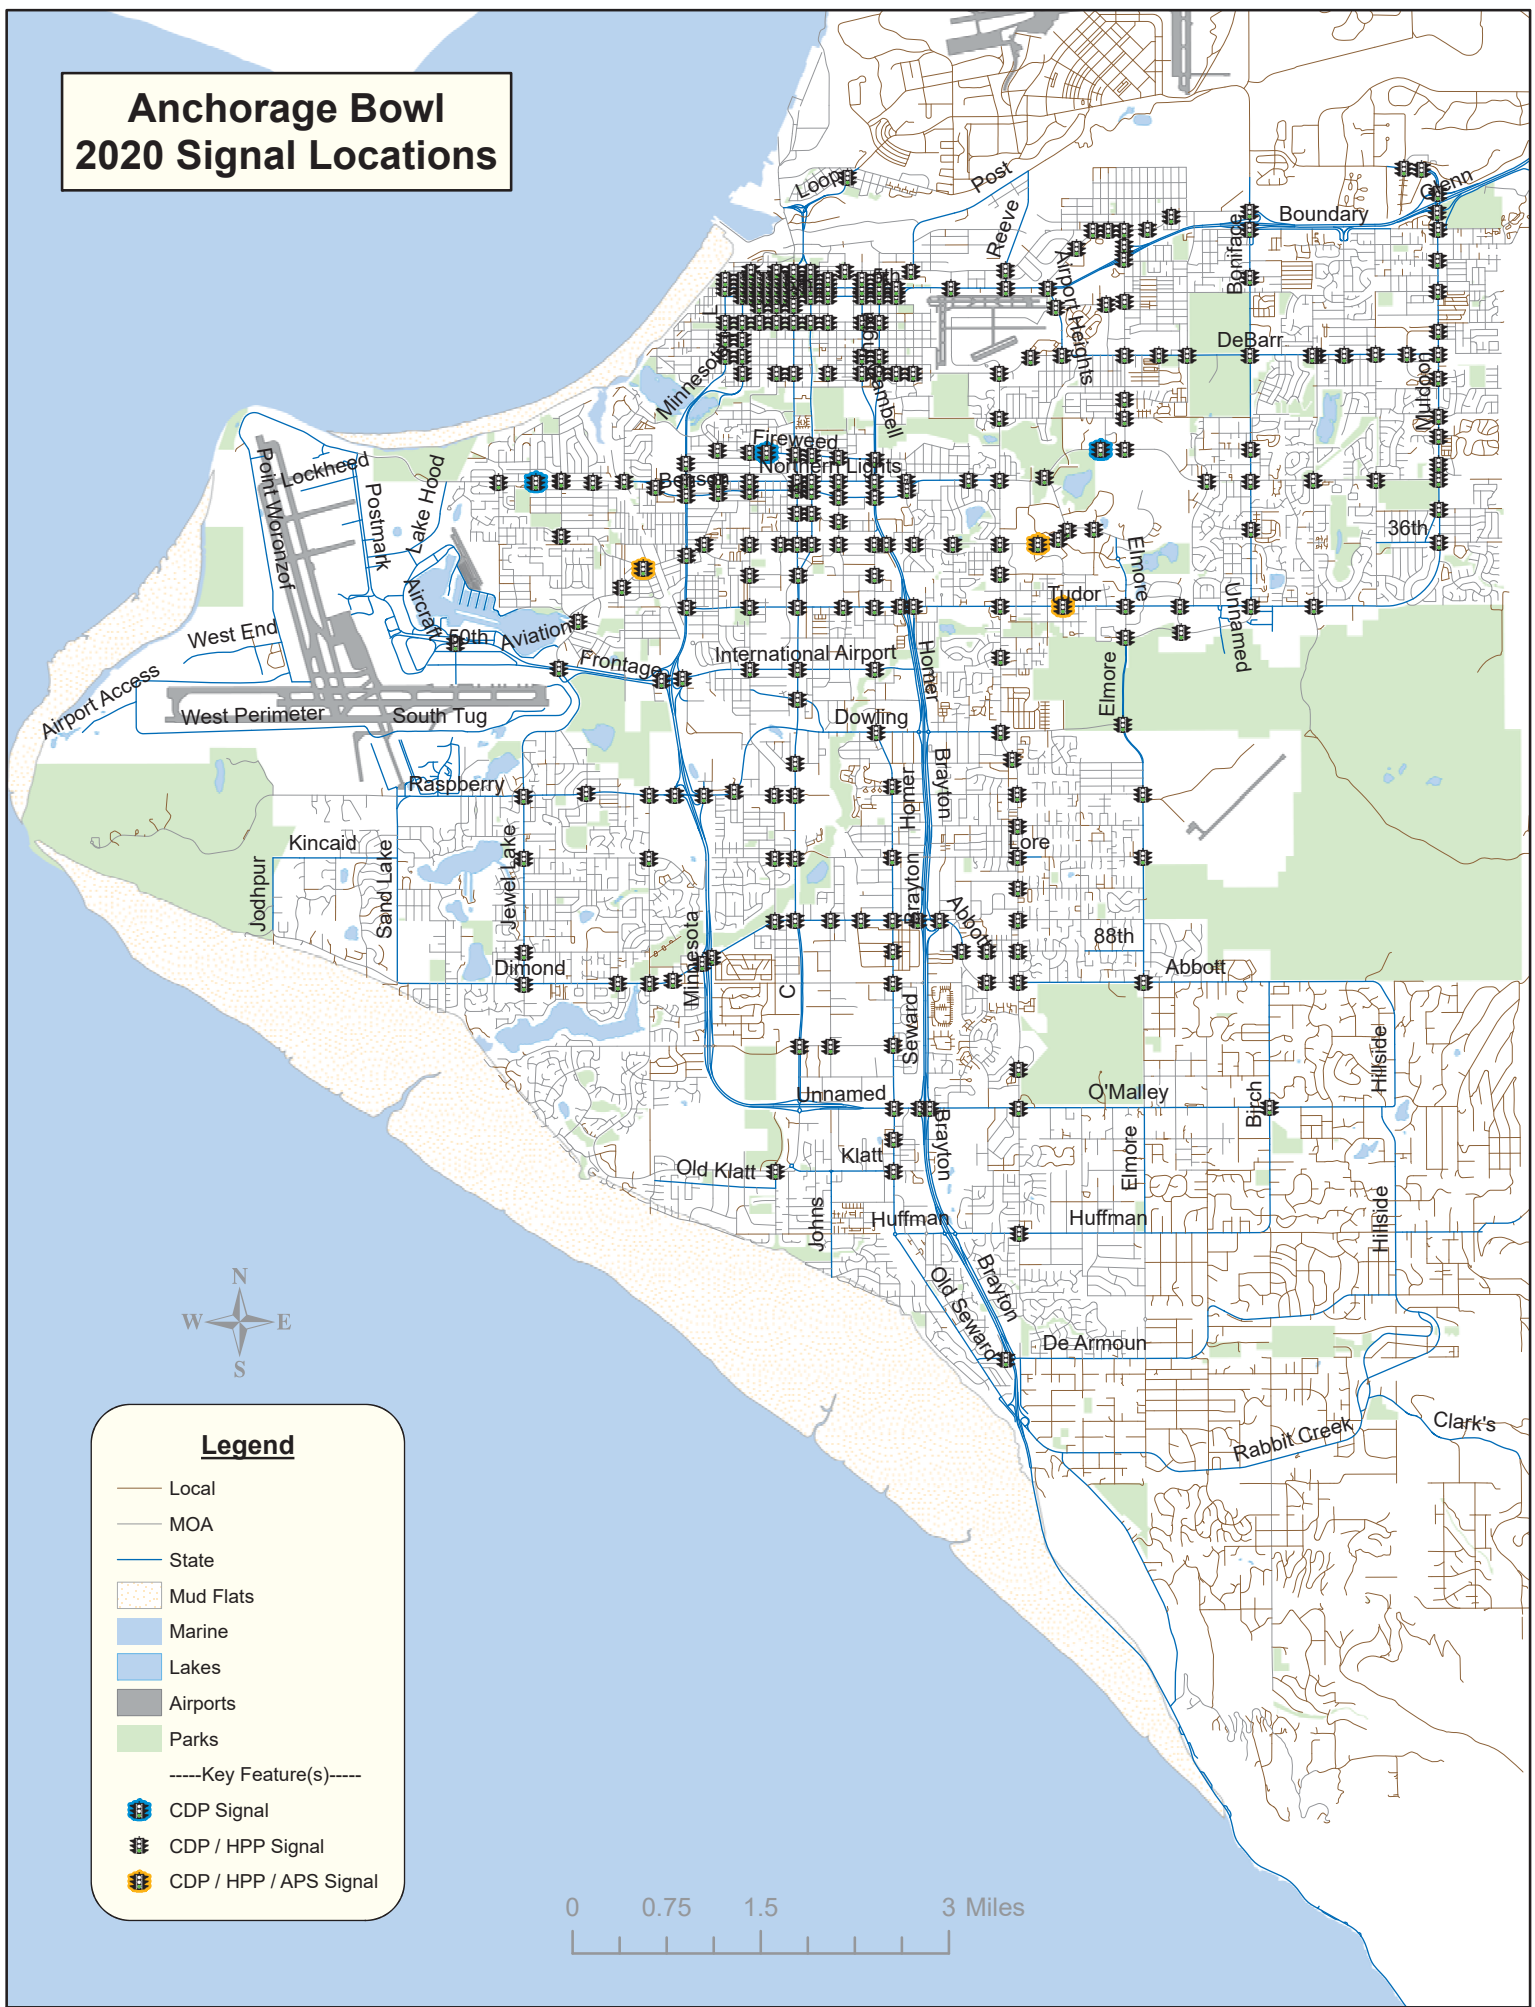 Anchorage Bowl
2020 Signal Locations
Loop
Post
Reeve
Glenn
Boundary
Boniface
Airport Heights
5th
L
DeBarr
Minnesota
Gambell
Muldoon
Fireweed
Northern Lights
Benson
Point Woronzof
Lockheed
Postmark
Lake Hood
36th
Elmore
Aircraft
Tudor
Unnamed
West End
50th
Aviation
Frontage
International Airport
Homer
Airport Access
Elmore
West Perimeter
South Tug
Dowling
Brayton
Raspberry
Homer
Kincaid
Lore
Jodhpur
Sand Lake
Jewel Lake
Brayton
Abbott
88th
Minnesota
Dimond
Abbott
C
Seward
Hillside
Unnamed
O'Malley
Birch
Brayton
Elmore
Klatt
Old Klatt
Johns
Huffman
Huffman
Hillside
Brayton
Old Seward
De Armoun
Rabbit Creek
Clark's
N
W
E
S
Legend
Local
MOA
State
Mud Flats
Marine
Lakes
Airports
Parks
-----Key Feature(s)-----
CDP Signal
CDP / HPP Signal
CDP / HPP / APS Signal
0 0.75 1.5 3 Miles